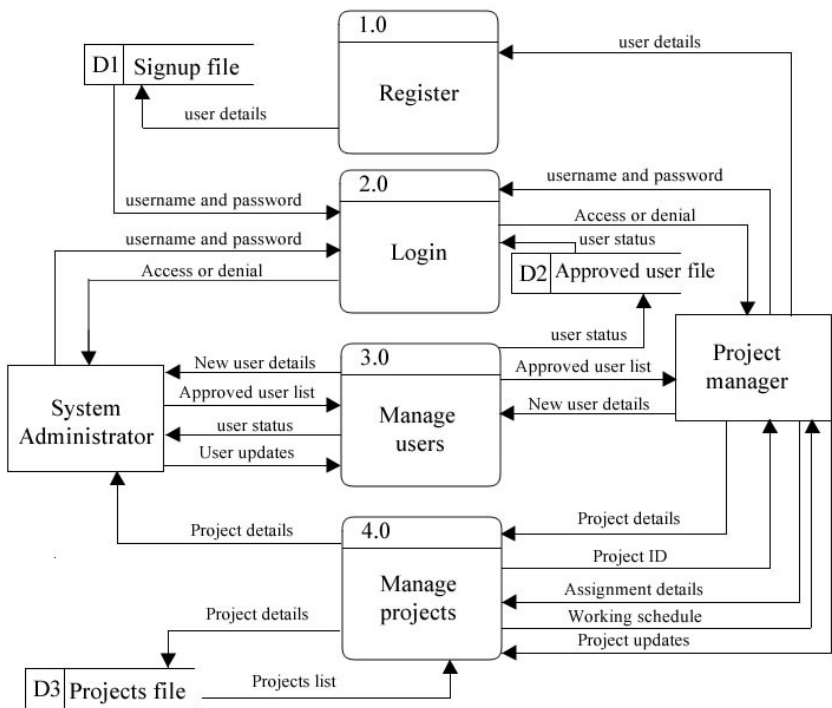 1.0
Register
user details
D1 Signup file
user details
2.0
Login
username and password
username and password
Access or denial
user status
username and password
Access or denial
D2 Approved user file
user status
3.0
Manage
users
Project
manager
System
Administrator
New user details
Approved user list
user status
User updates
Approved user list
New user details
4.0
Manage
projects
Project details
Project details
Project ID
Assignment details
Working schedule
Project updates
Project details
D3 Projects file
Projects list